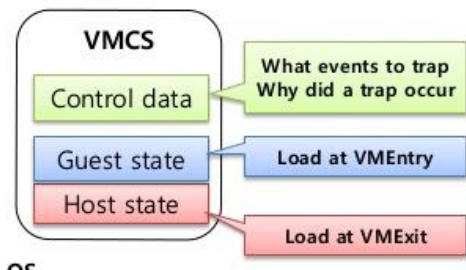 VMCS
Control data
What events to trap
Why did a trap occur
Guest state
Load at VMEntry
Host state
Load at VMExit
OS